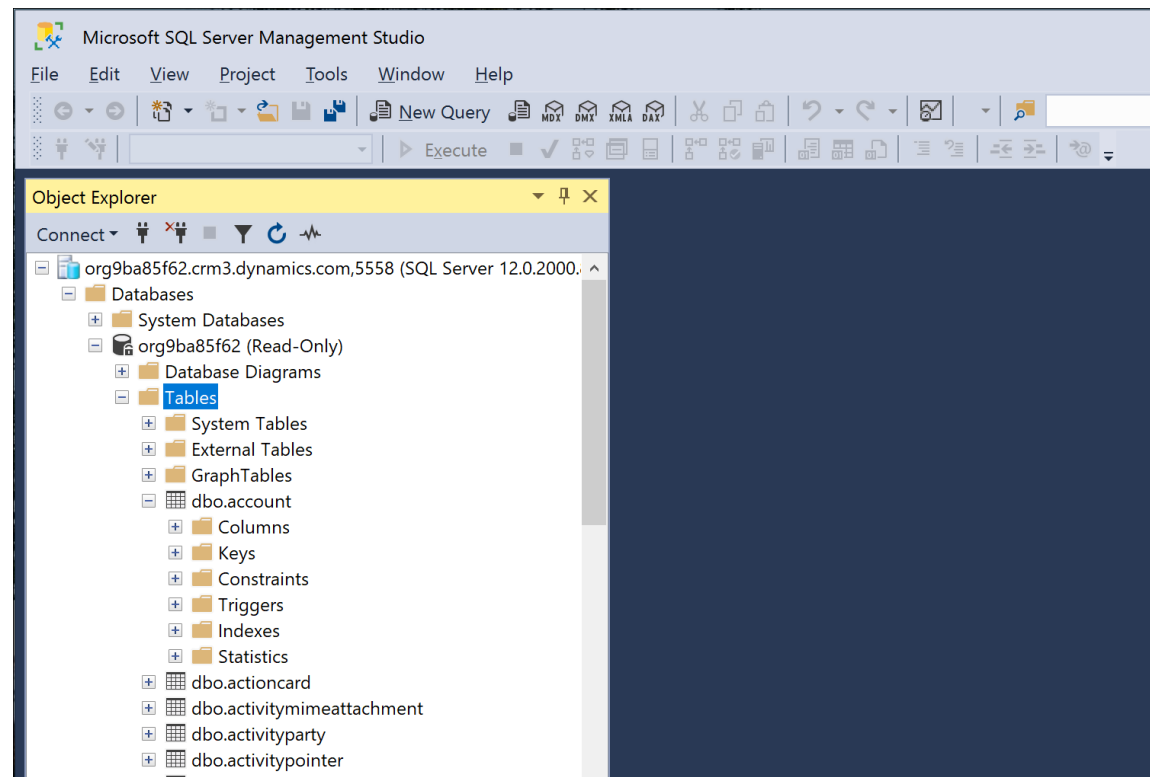 Microsoft SQL Server Management Studio
File Edit View Project Tools Window Help
New Query MDX DMX XMLA DAX
Execute
Object Explorer
Connect
org9ba85f62.crm3.dynamics.com,5558 (SQL Server 12.0.2000.
Databases
System Databases
org9ba85f62 (Read-Only)
Database Diagrams
Tables
System Tables
External Tables
GraphTables
dbo.account
Columns
Keys
Constraints
Triggers
Indexes
Statistics
dbo.actioncard
dbo.activitymimeattachment
dbo.activityparty
dbo.activitypointer